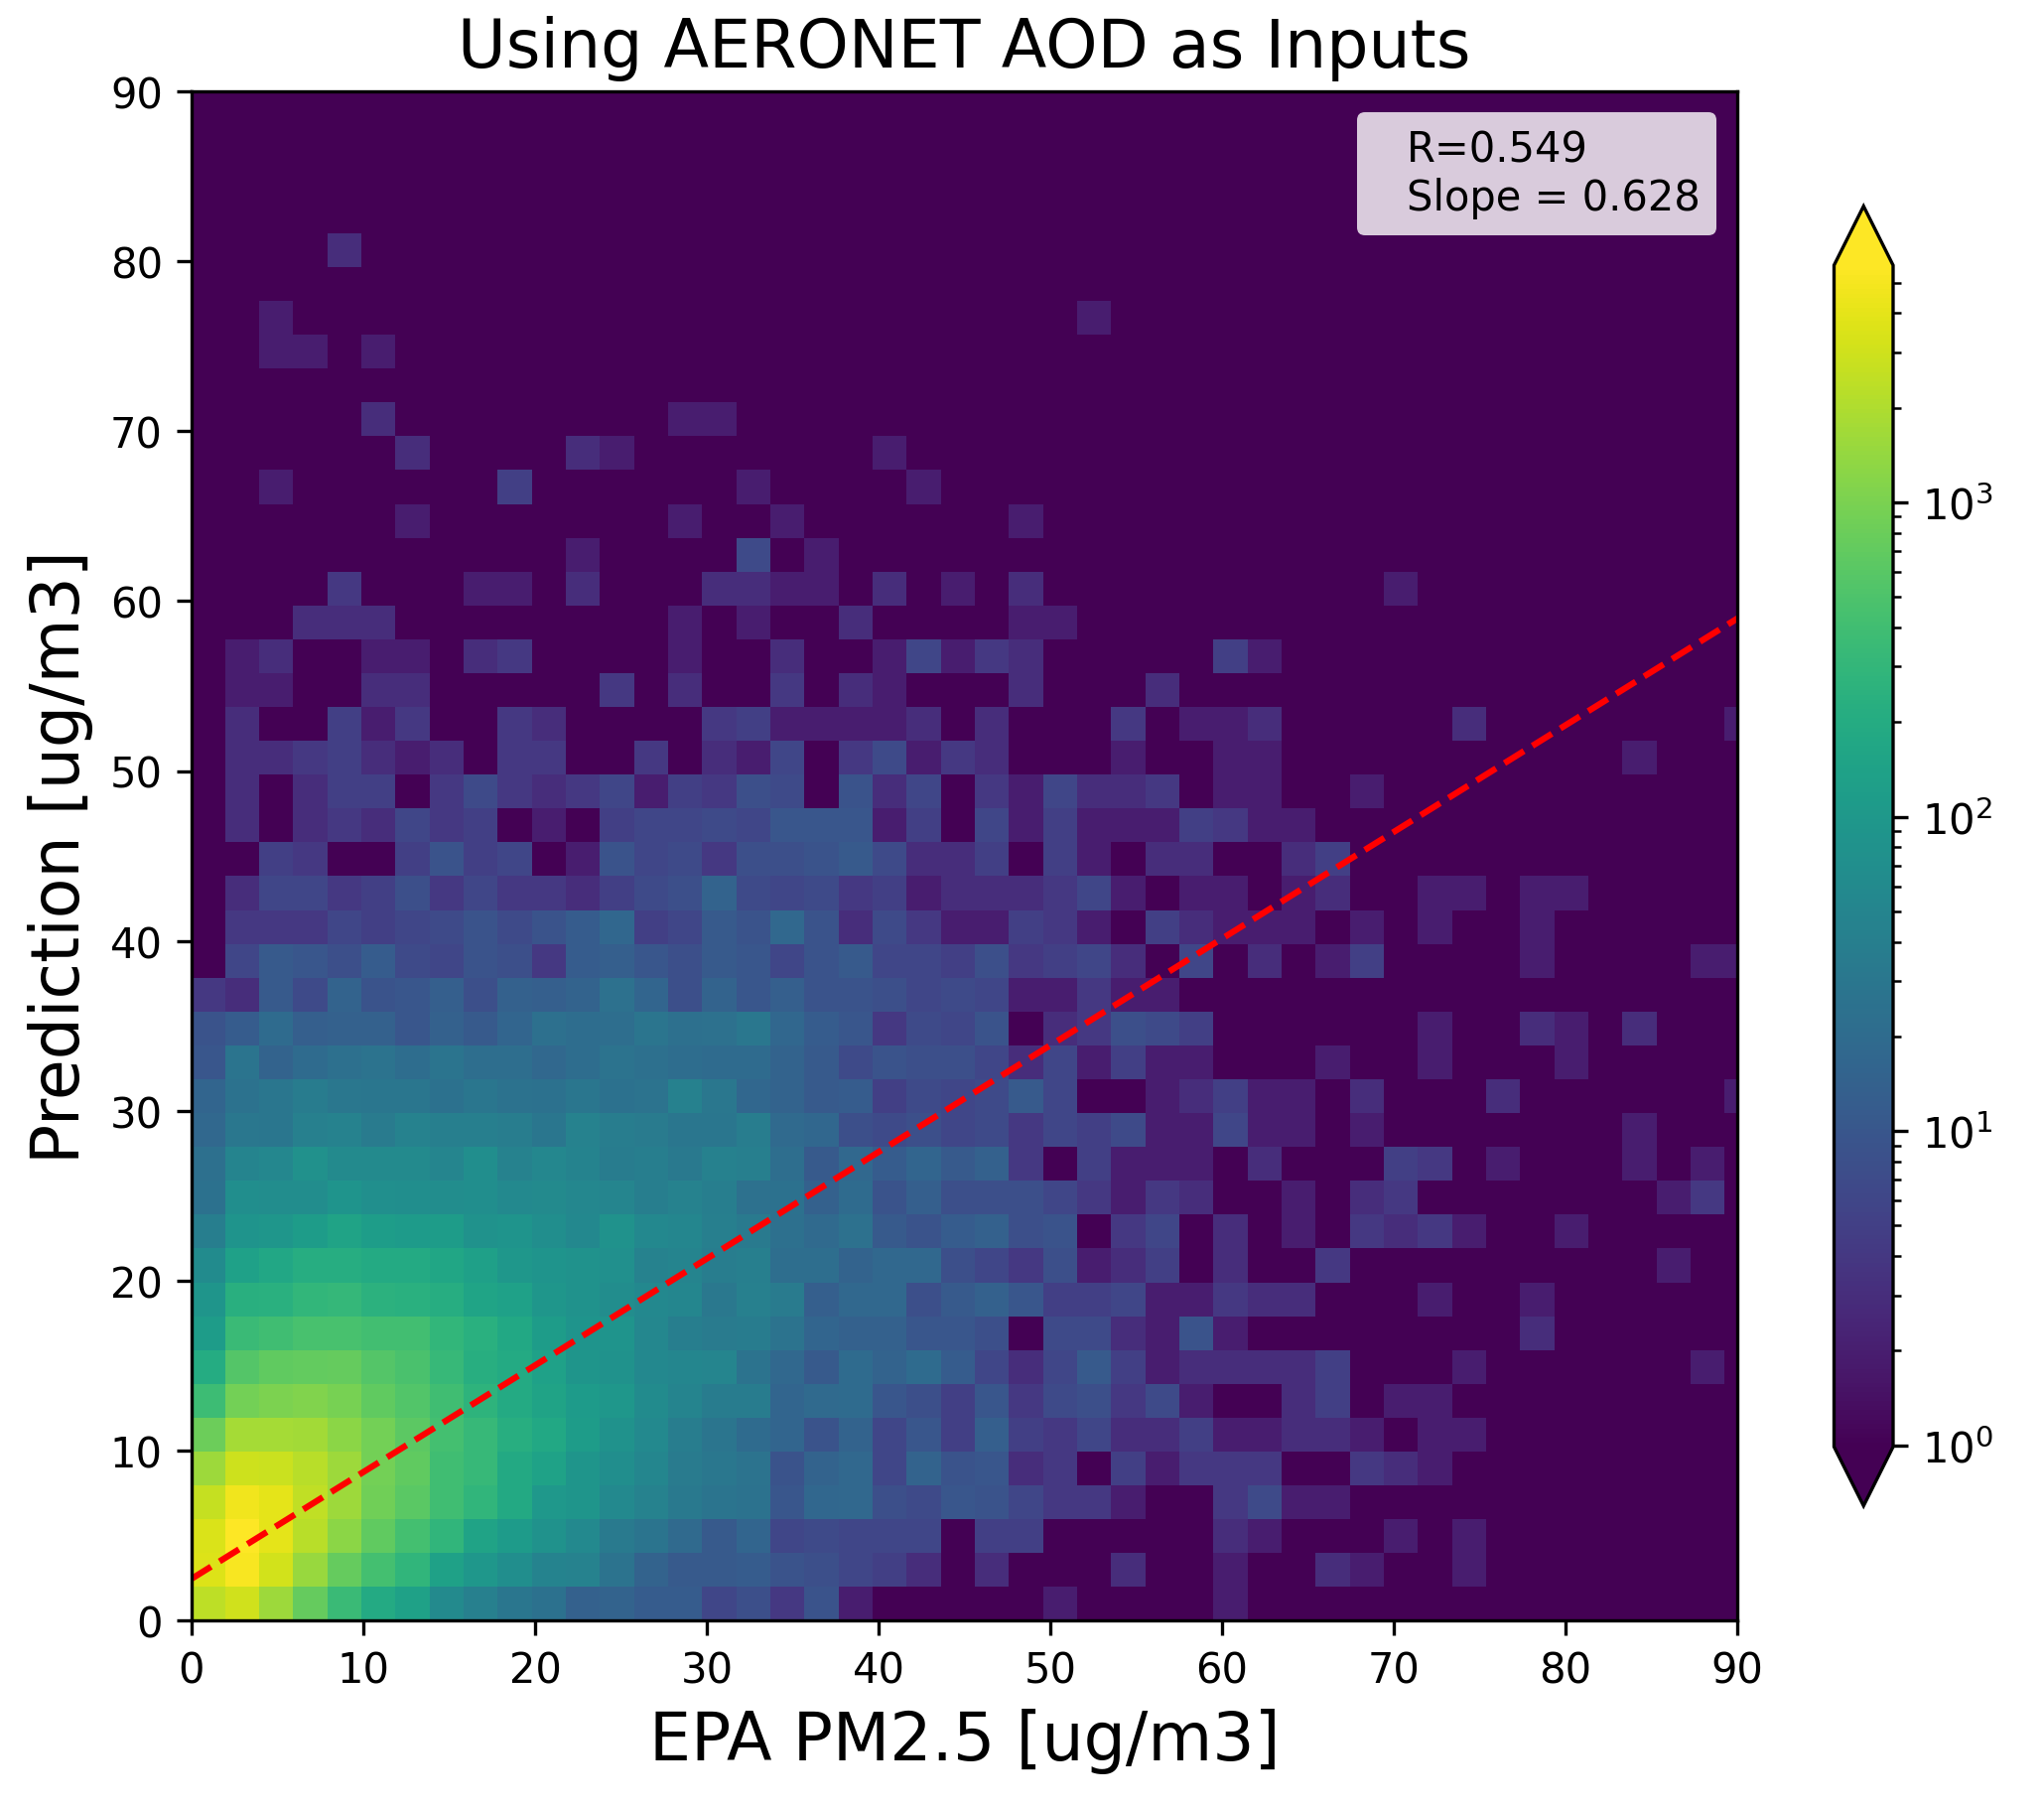 Using AERONET AOD as Inputs
R=0.549
Slope = 0.628
Prediction [ug/m3]
90
80
70
60
50
40
30
20
10
0
0 10 20 30 40 50 60 70 80 90
EPA PM2.5 [ug/m3]
10³
10²
10¹
10⁰